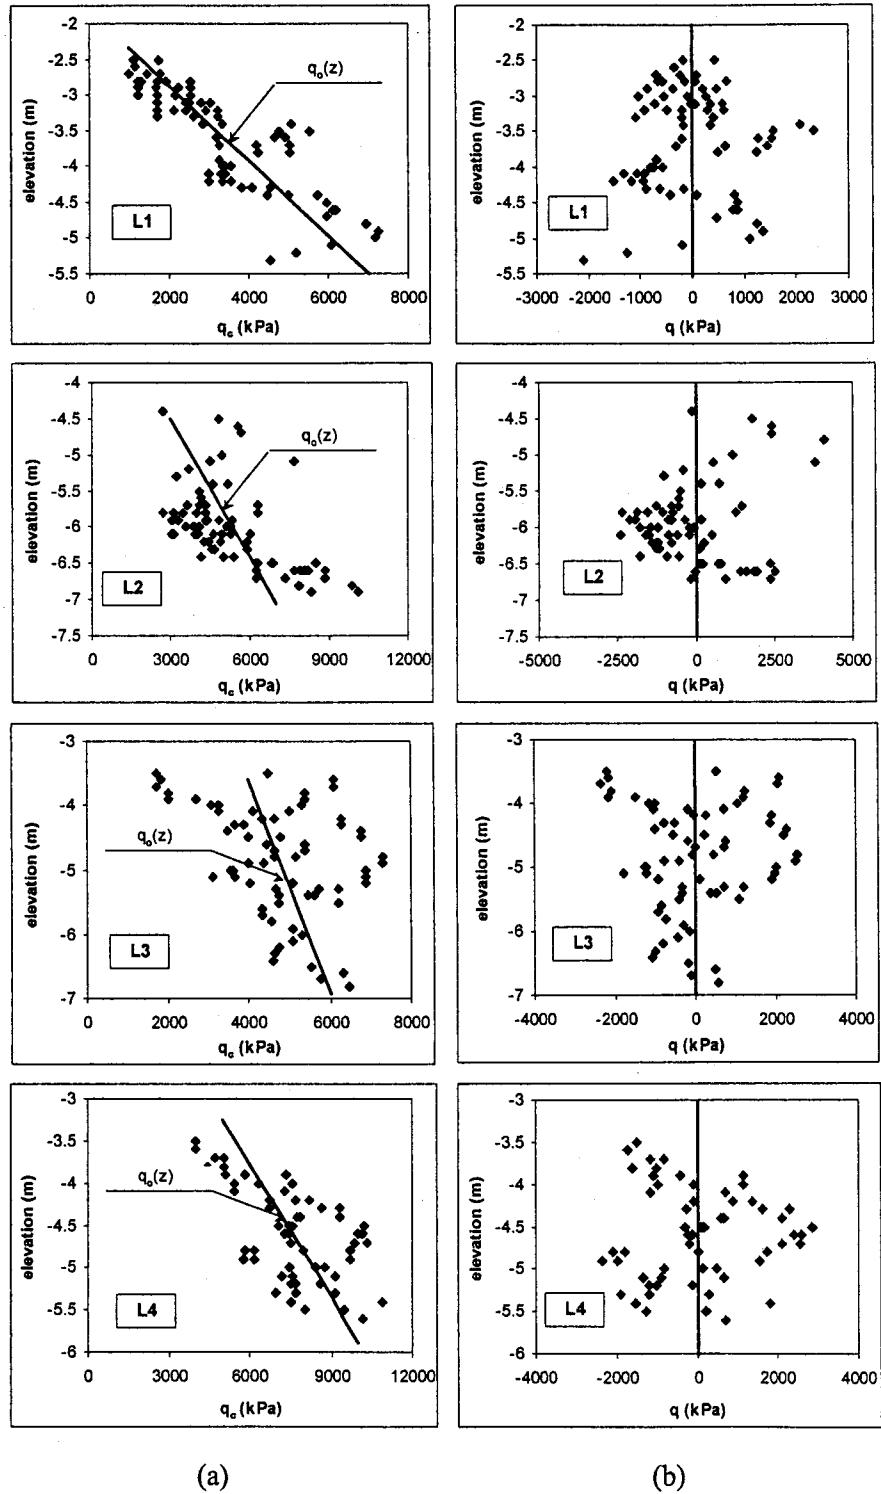 -2
-2.5
-3
-3.5
-4
-4.5
-5
-5.5
elevation (m)
q₀(z)
L1
0 2000 4000 6000 8000
q_c (kPa)
-2
-2.5
-3
-3.5
-4
-4.5
-5
-5.5
elevation (m)
L1
-3000 -2000 -1000 0 1000 2000 3000
q (kPa)
-4
-4.5
-5
-5.5
-6
-6.5
-7
-7.5
elevation (m)
q₀(z)
L2
0 3000 6000 9000 12000
q_c (kPa)
-4
-4.5
-5
-5.5
-6
-6.5
-7
-7.5
elevation (m)
L2
-5000 -2500 0 2500 5000
q (kPa)
-3
-4
-5
-6
-7
elevation (m)
q₀(z)
L3
0 2000 4000 6000 8000
q_c (kPa)
-3
-4
-5
-6
-7
elevation (m)
L3
-4000 -2000 0 2000 4000
q (kPa)
-3
-3.5
-4
-4.5
-5
-5.5
-6
elevation (m)
q₀(z)
L4
0 3000 6000 9000 12000
q_c (kPa)
-3
-3.5
-4
-4.5
-5
-5.5
-6
elevation (m)
L4
-4000 -2000 0 2000 4000
q (kPa)
(a) (b)